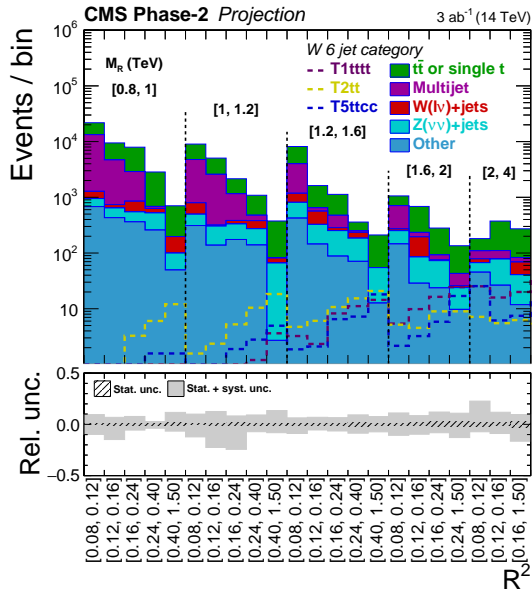 CMS Phase-2 Projection 3 ab⁻¹ (14 TeV)
Events / bin
10⁶
10⁵
10⁴
10³
10²
10
W 6 jet category
M_R (TeV)
T1tttt
T2tt
T5ttcc
tt̄ or single t
Multijet
W(lν)+jets
Z(νν)+jets
Other
[0.8, 1]
[1, 1.2]
[1.2, 1.6]
[1.6, 2]
[2, 4]
Rel. unc.
0.5
0.0
−0.5
Stat. unc. Stat. + syst. unc.
[0.08, 0.12]
[0.12, 0.16]
[0.16, 0.24]
[0.24, 0.40]
[0.40, 1.50]
[0.08, 0.12]
[0.12, 0.16]
[0.16, 0.24]
[0.24, 0.40]
[0.40, 1.50]
[0.08, 0.12]
[0.12, 0.16]
[0.16, 0.24]
[0.24, 0.40]
[0.40, 1.50]
[0.08, 0.12]
[0.12, 0.16]
[0.16, 0.24]
[0.24, 1.50]
[0.08, 0.12]
[0.12, 0.16]
[0.16, 1.50]
R²